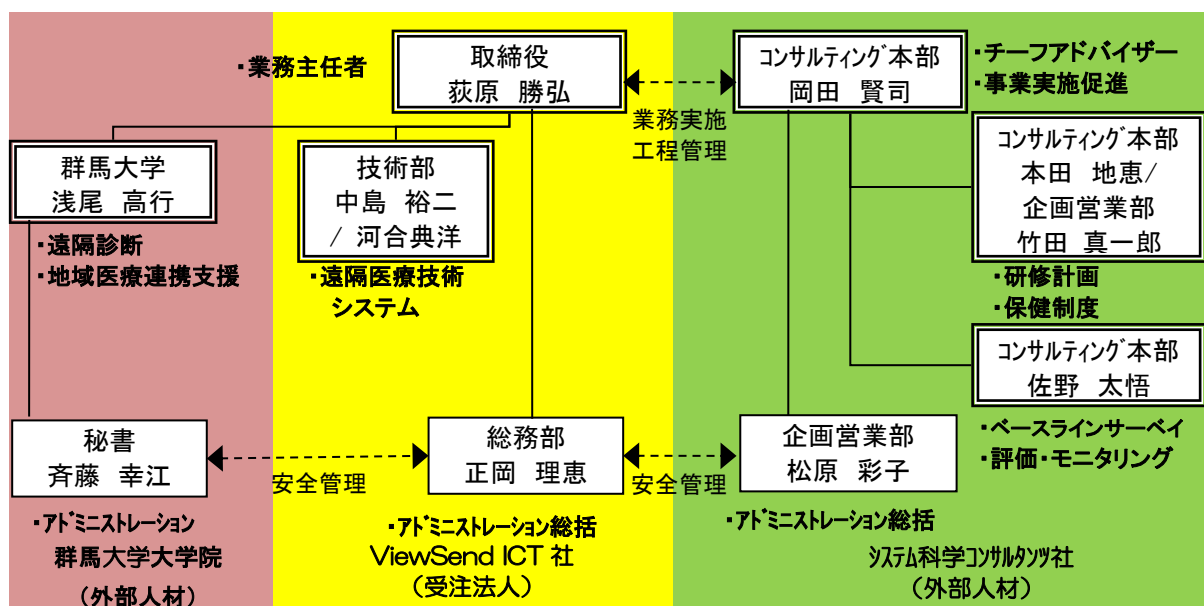 ・業務主任者
取締役
荻原 勝弘
業務実施
工程管理
コンサルティング本部
岡田 賢司
・チーフアドバイザー
・事業実施促進
群馬大学
浅尾 高行
・遠隔診断
・地域医療連携支援
技術部
中島 裕二
/ 河合典洋
・遠隔医療技術
システム
コンサルティング本部
本田 地恵/
企画営業部
竹田 真一郎
・研修計画
・保健制度
コンサルティング本部
佐野 太悟
・ベースラインサーベイ
・評価・モニタリング
秘書
斉藤 幸江
安全管理
総務部
正岡 理恵
安全管理
企画営業部
松原 彩子
・アドミニストレーション
群馬大学大学院
（外部人材）
・アドミニストレーション総括
ViewSend ICT 社
（受注法人）
・アドミニストレーション総括
システム科学コンサルタンツ社
（外部人材）